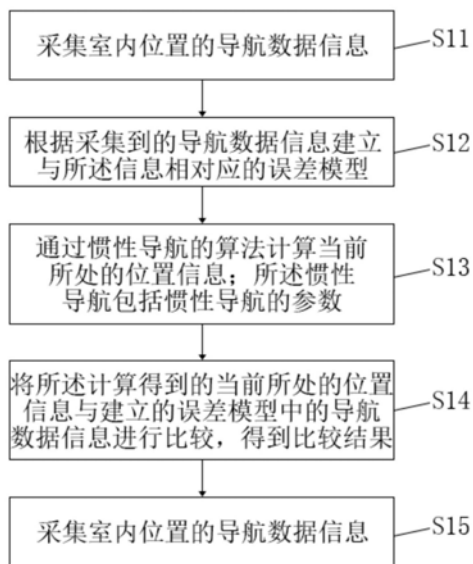 采集室内位置的导航数据信息
S11
根据采集到的导航数据信息建立
与所述信息相对应的误差模型
S12
通过惯性导航的算法计算当前
所处的位置信息；所述惯性
导航包括惯性导航的参数
S13
将所述计算得到的当前所处的位置
信息与建立的误差模型中的导航
数据信息进行比较，得到比较结果
S14
采集室内位置的导航数据信息
S15